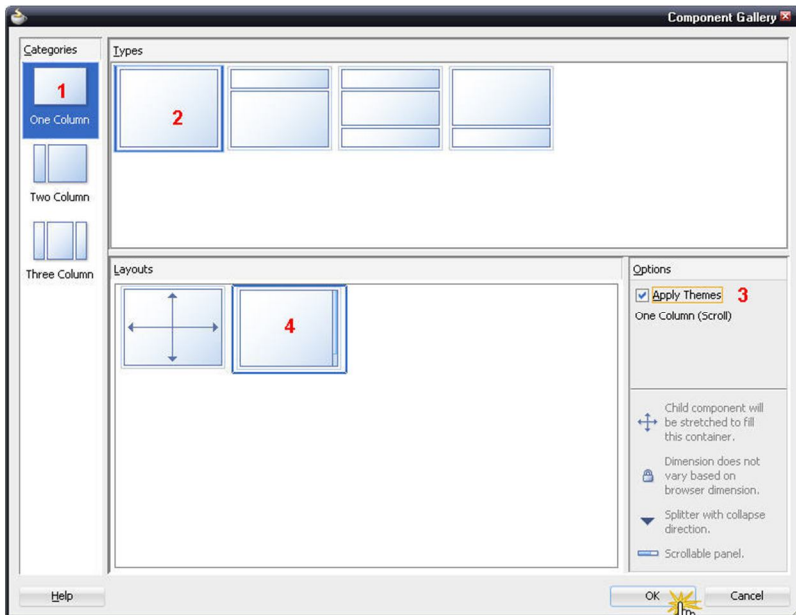 Component Gallery
Categories
1
One Column
Two Column
Three Column
Types
2
Layouts
4
Options
Apply Themes 3
One Column (Scroll)
Child component will
be stretched to fill
this container.
Dimension does not
vary based on
browser dimension.
Splitter with collapse
direction.
Scrollable panel.
Help
OK
Cancel